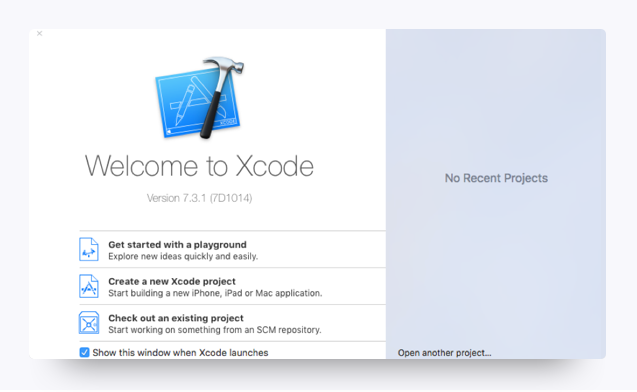 Welcome to Xcode
Version 7.3.1 (7D1014)
Get started with a playground
Explore new ideas quickly and easily.
Create a new Xcode project
Start building a new iPhone, iPad or Mac application.
Check out an existing project
Start working on something from an SCM repository.
Show this window when Xcode launches
No Recent Projects
Open another project...